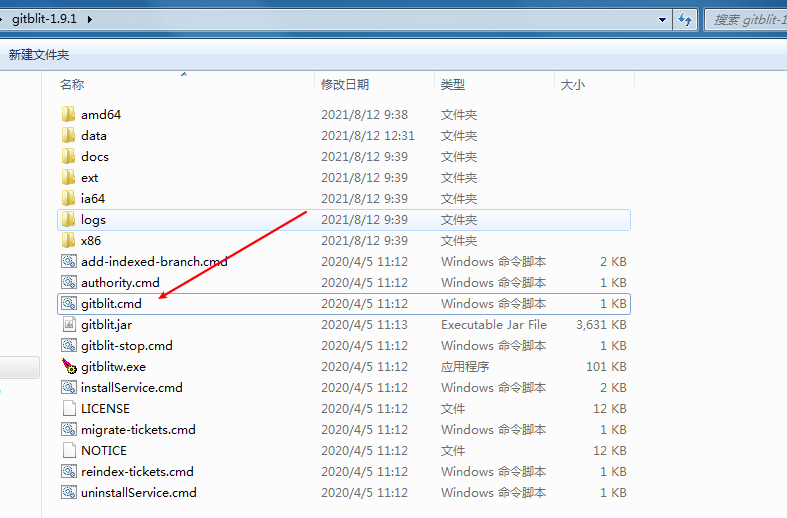 gitblit-1.9.1
搜索 gitblit-1
新建文件夹
名称 修改日期 类型 大小
amd64 2021/8/12 9:38 文件夹
data 2021/8/12 12:31 文件夹
docs 2021/8/12 9:39 文件夹
ext 2021/8/12 9:39 文件夹
ia64 2021/8/12 9:39 文件夹
logs 2021/8/12 9:39 文件夹
x86 2021/8/12 9:39 文件夹
add-indexed-branch.cmd 2020/4/5 11:12 Windows 命令脚本 2 KB
authority.cmd 2020/4/5 11:12 Windows 命令脚本 1 KB
gitblit.cmd 2020/4/5 11:12 Windows 命令脚本 1 KB
gitblit.jar 2020/4/5 11:13 Executable Jar File 3,631 KB
gitblit-stop.cmd 2020/4/5 11:12 Windows 命令脚本 1 KB
gitblitw.exe 2020/4/5 11:12 应用程序 101 KB
installService.cmd 2020/4/5 11:12 Windows 命令脚本 2 KB
LICENSE 2020/4/5 11:12 文件 12 KB
migrate-tickets.cmd 2020/4/5 11:12 Windows 命令脚本 1 KB
NOTICE 2020/4/5 11:12 文件 12 KB
reindex-tickets.cmd 2020/4/5 11:12 Windows 命令脚本 1 KB
uninstallService.cmd 2020/4/5 11:12 Windows 命令脚本 1 KB